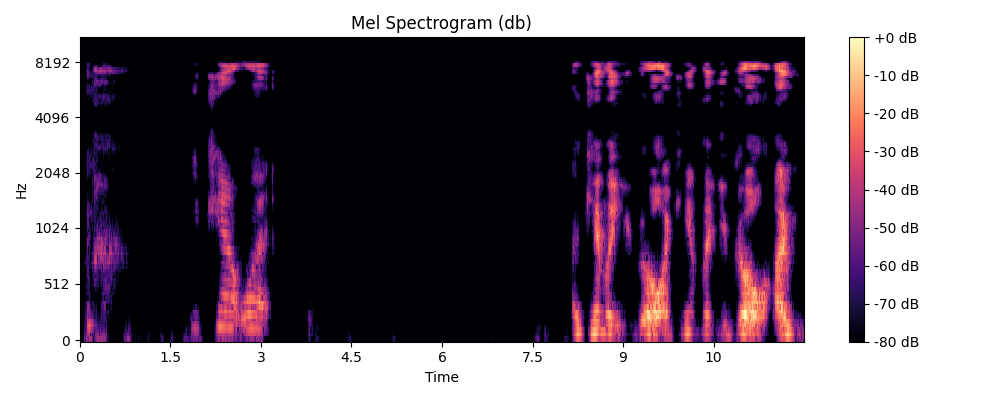 Mel Spectrogram (db)
8192
4096
2048
1024
512
0
Hz
0 1.5 3 4.5 6 7.5 9 10
Time
+0 dB
-10 dB
-20 dB
-30 dB
-40 dB
-50 dB
-60 dB
-70 dB
-80 dB